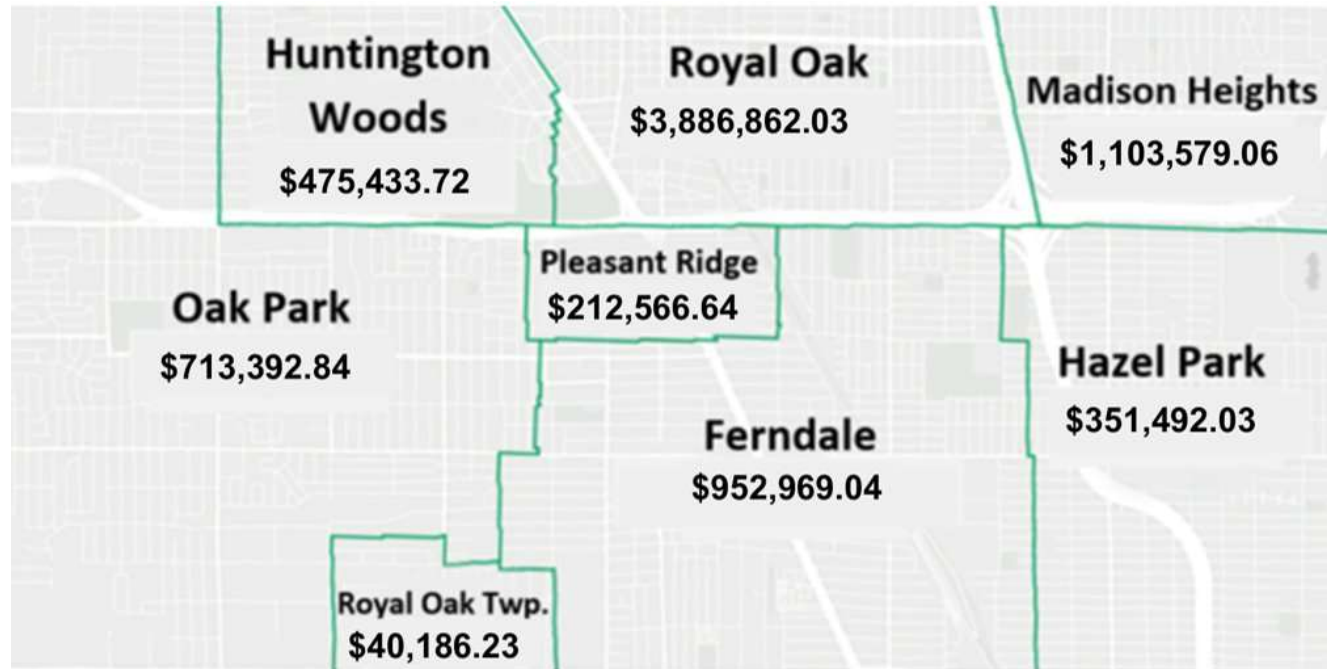 Huntington
Woods
$475,433.72
Royal Oak
$3,886,862.03
Madison Heights
$1,103,579.06
Oak Park
$713,392.84
Pleasant Ridge
$212,566.64
Ferndale
$952,969.04
Hazel Park
$351,492.03
Royal Oak Twp.
$40,186.23